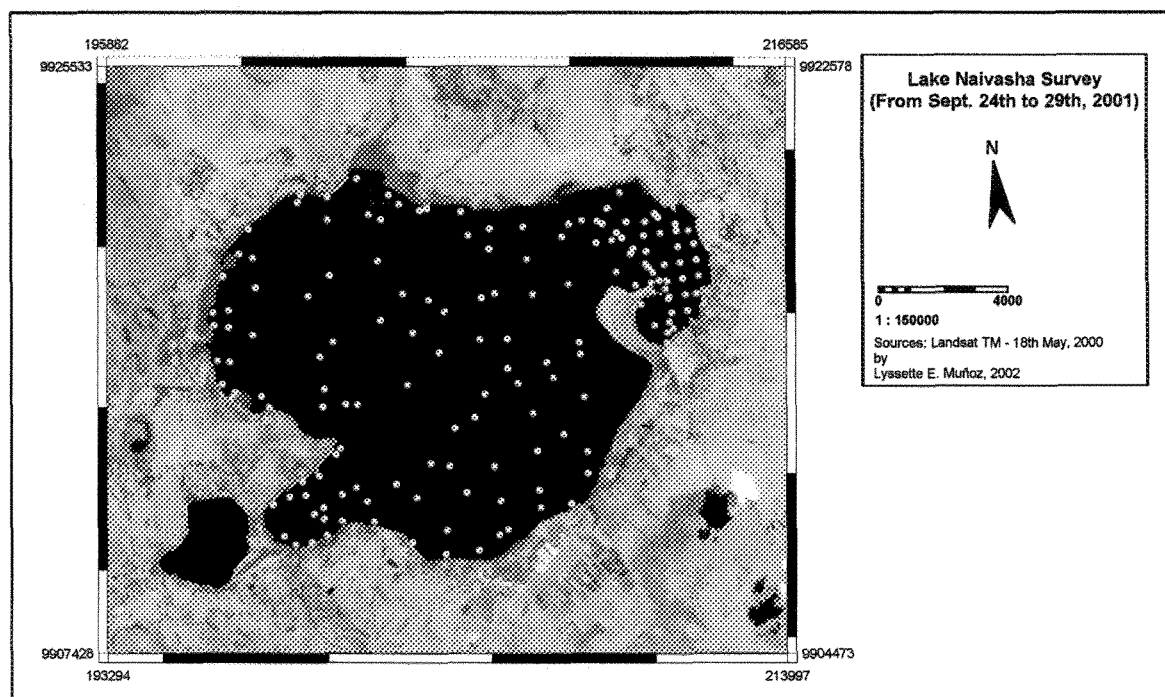 195882
216585
9925533
9922578
Lake Naivasha Survey
(From Sept. 24th to 29th, 2001)
N
0 4000
1 : 150000
Sources: Landsat TM - 18th May, 2000
by
Lyssette E. Muñoz, 2002
9907428
9904473
193294
213997